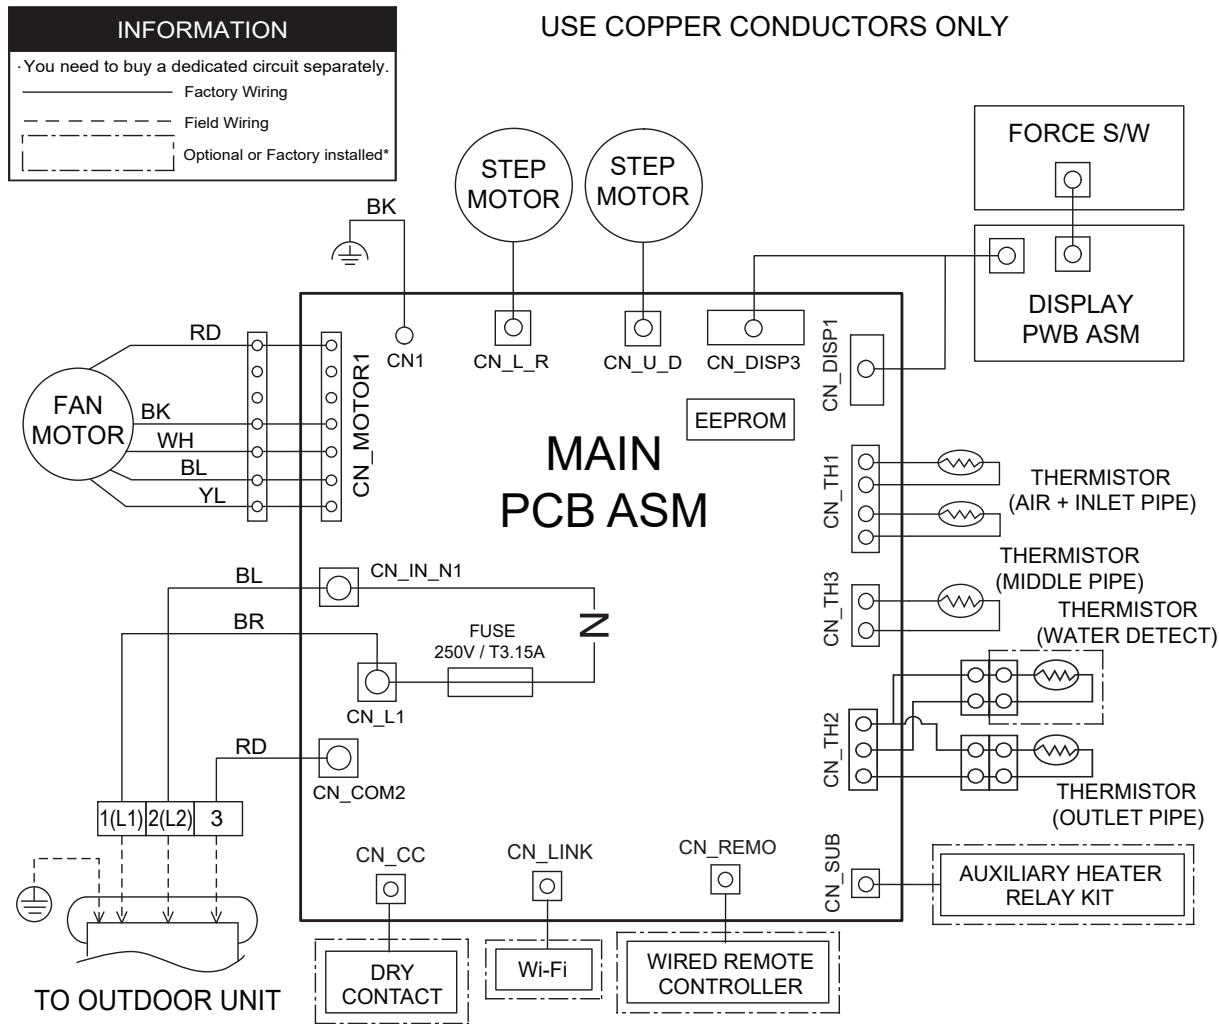 INFORMATION
·You need to buy a dedicated circuit separately.
Factory Wiring
Field Wiring
Optional or Factory installed*
USE COPPER CONDUCTORS ONLY
FORCE S/W
DISPLAY
PWB ASM
STEP
MOTOR
STEP
MOTOR
BK
CN1
CN_L_R
CN_U_D
CN_DISP3
CN_DISP1
EEPROM
RD
FAN
MOTOR
BK
WH
BL
YL
CN_MOTOR1
MAIN
PCB ASM
CN_TH1
THERMISTOR
(AIR + INLET PIPE)
CN_TH3
THERMISTOR
(MIDDLE PIPE)
THERMISTOR
(WATER DETECT)
BL
CN_IN_N1
BR
FUSE
250V / T3.15A
N
CN_L1
RD
CN_COM2
CN_TH2
THERMISTOR
(OUTLET PIPE)
1(L1)
2(L2)
3
TO OUTDOOR UNIT
CN_CC
CN_LINK
CN_REMO
CN_SUB
AUXILIARY HEATER
RELAY KIT
DRY
CONTACT
Wi-Fi
WIRED REMOTE
CONTROLLER